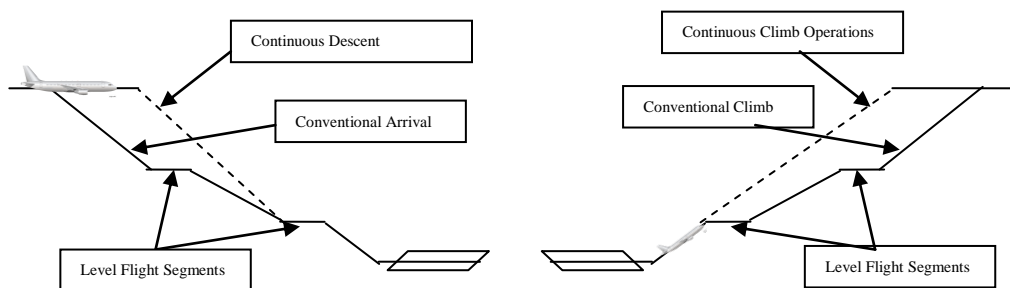 Continuous Descent
Conventional Arrival
Level Flight Segments
Continuous Climb Operations
Conventional Climb
Level Flight Segments